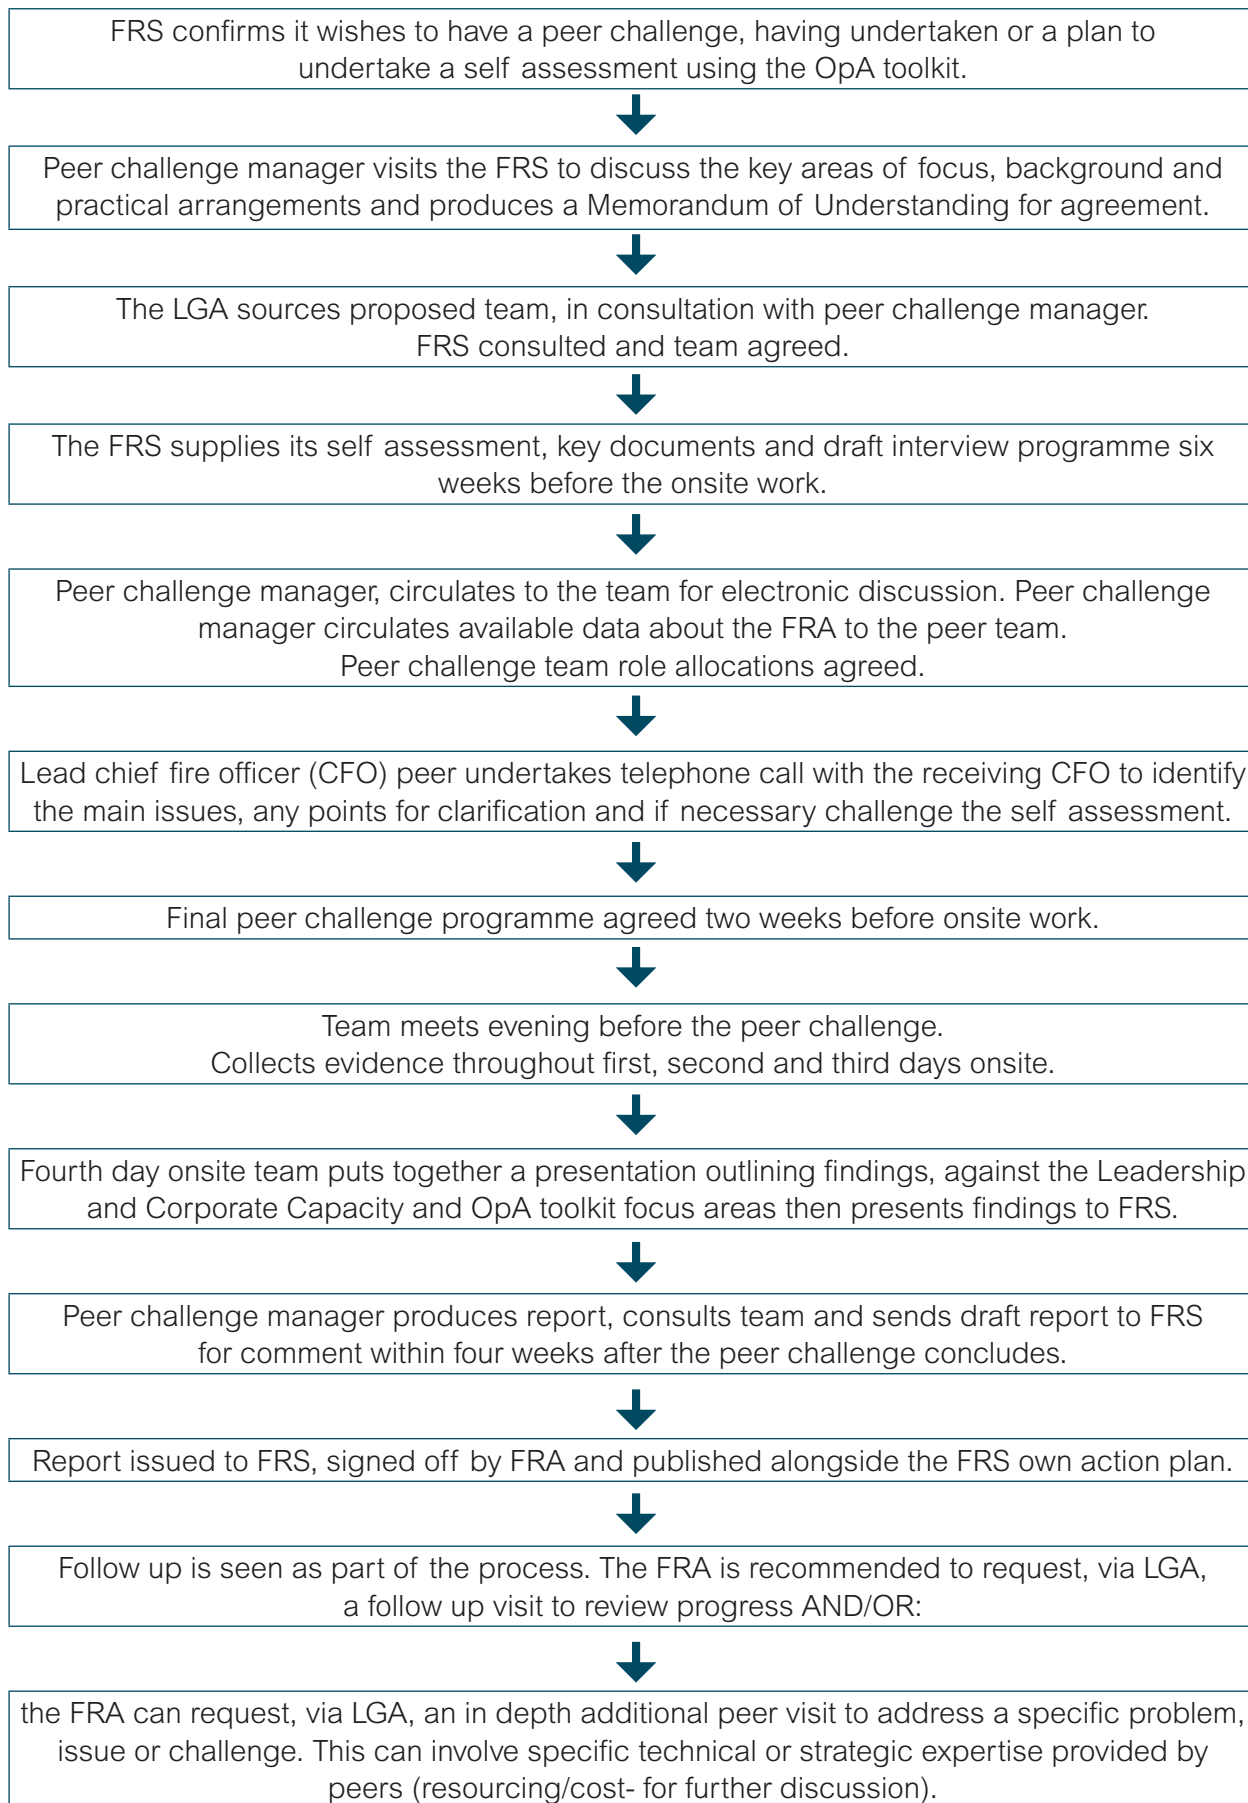 FRS confirms it wishes to have a peer challenge, having undertaken or a plan to
undertake a self assessment using the OpA toolkit.
Peer challenge manager visits the FRS to discuss the key areas of focus, background and
practical arrangements and produces a Memorandum of Understanding for agreement.
The LGA sources proposed team, in consultation with peer challenge manager.
FRS consulted and team agreed.
The FRS supplies its self assessment, key documents and draft interview programme six
weeks before the onsite work.
Peer challenge manager, circulates to the team for electronic discussion. Peer challenge
manager circulates available data about the FRA to the peer team.
Peer challenge team role allocations agreed.
Lead chief fire officer (CFO) peer undertakes telephone call with the receiving CFO to identify
the main issues, any points for clarification and if necessary challenge the self assessment.
Final peer challenge programme agreed two weeks before onsite work.
Team meets evening before the peer challenge.
Collects evidence throughout first, second and third days onsite.
Fourth day onsite team puts together a presentation outlining findings, against the Leadership
and Corporate Capacity and OpA toolkit focus areas then presents findings to FRS.
Peer challenge manager produces report, consults team and sends draft report to FRS
for comment within four weeks after the peer challenge concludes.
Report issued to FRS, signed off by FRA and published alongside the FRS own action plan.
Follow up is seen as part of the process. The FRA is recommended to request, via LGA,
a follow up visit to review progress AND/OR:
the FRA can request, via LGA, an in depth additional peer visit to address a specific problem,
issue or challenge. This can involve specific technical or strategic expertise provided by
peers (resourcing/cost- for further discussion).